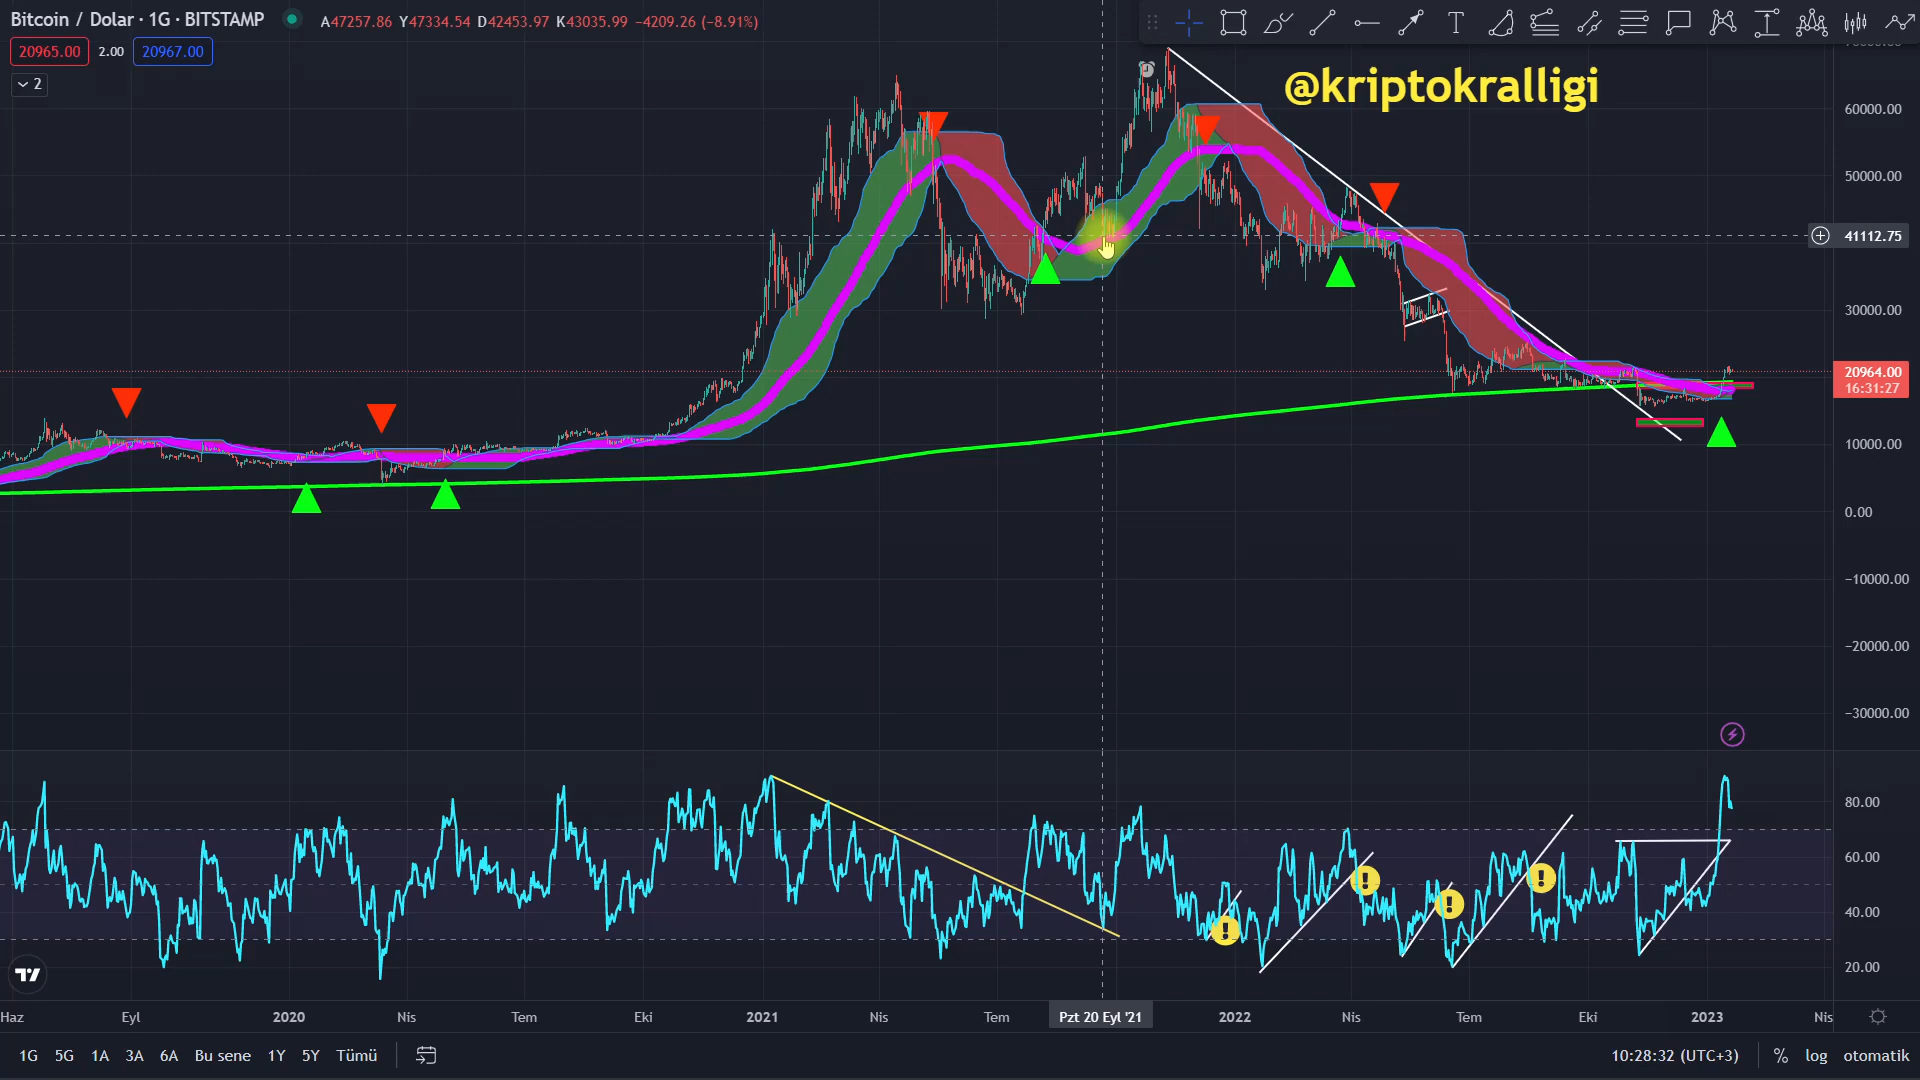 Bitcoin / Dolar · 1G · BITSTAMP
A47257.86 Y47334.54 D42453.97 K43035.99 −4209.26 (−8.91%)
20965.00 2.00 20967.00
2
T
@kriptokralligi
60000.00
50000.00
41112.75
30000.00
20964.00
16:31:27
10000.00
0.00
−10000.00
−20000.00
−30000.00
80.00
60.00
40.00
20.00
Haz Eyl 2020 Nis Tem Eki 2021 Nis Tem Pzt 20 Eyl '21 2022 Nis Tem Eki 2023 Nis
1G 5G 1A 3A 6A Bu sene 1Y 5Y Tümü 10:28:32 (UTC+3) % log otomatik